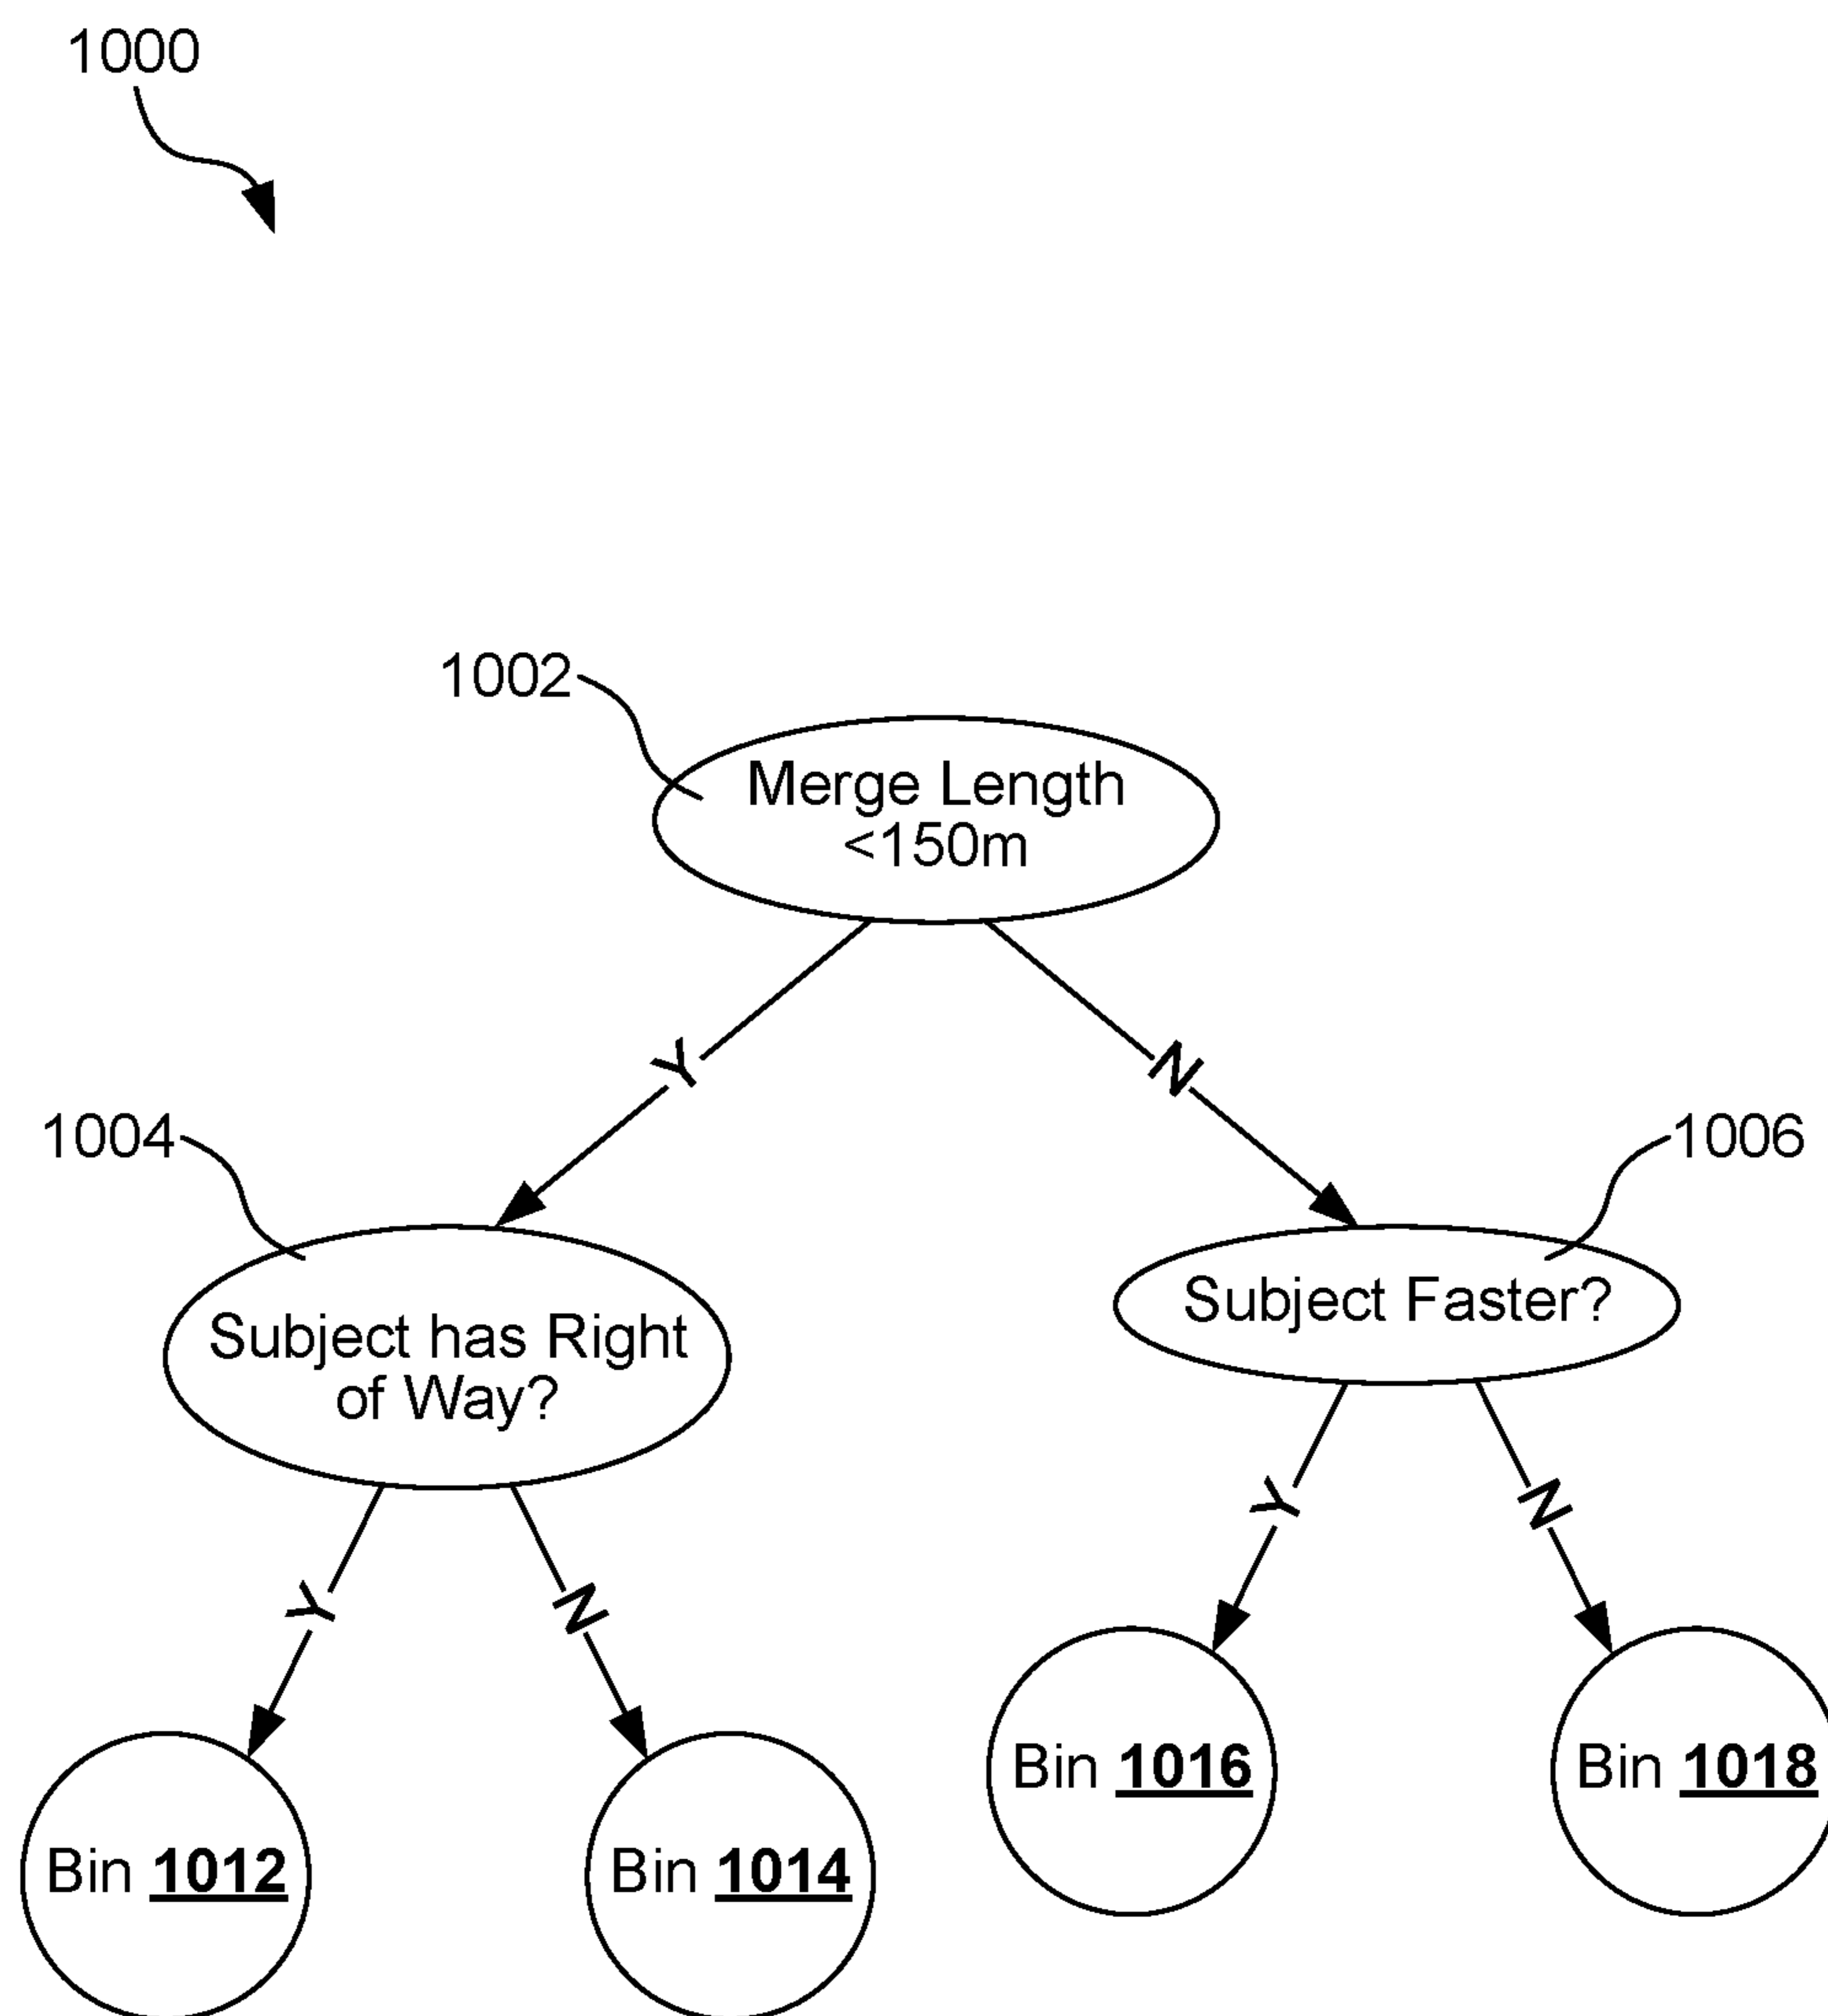 1000
1002
Merge Length
<150m
Y
N
1004
1006
Subject has Right
of Way?
Subject Faster?
Y
N
Y
N
Bin 1012
Bin 1014
Bin 1016
Bin 1018